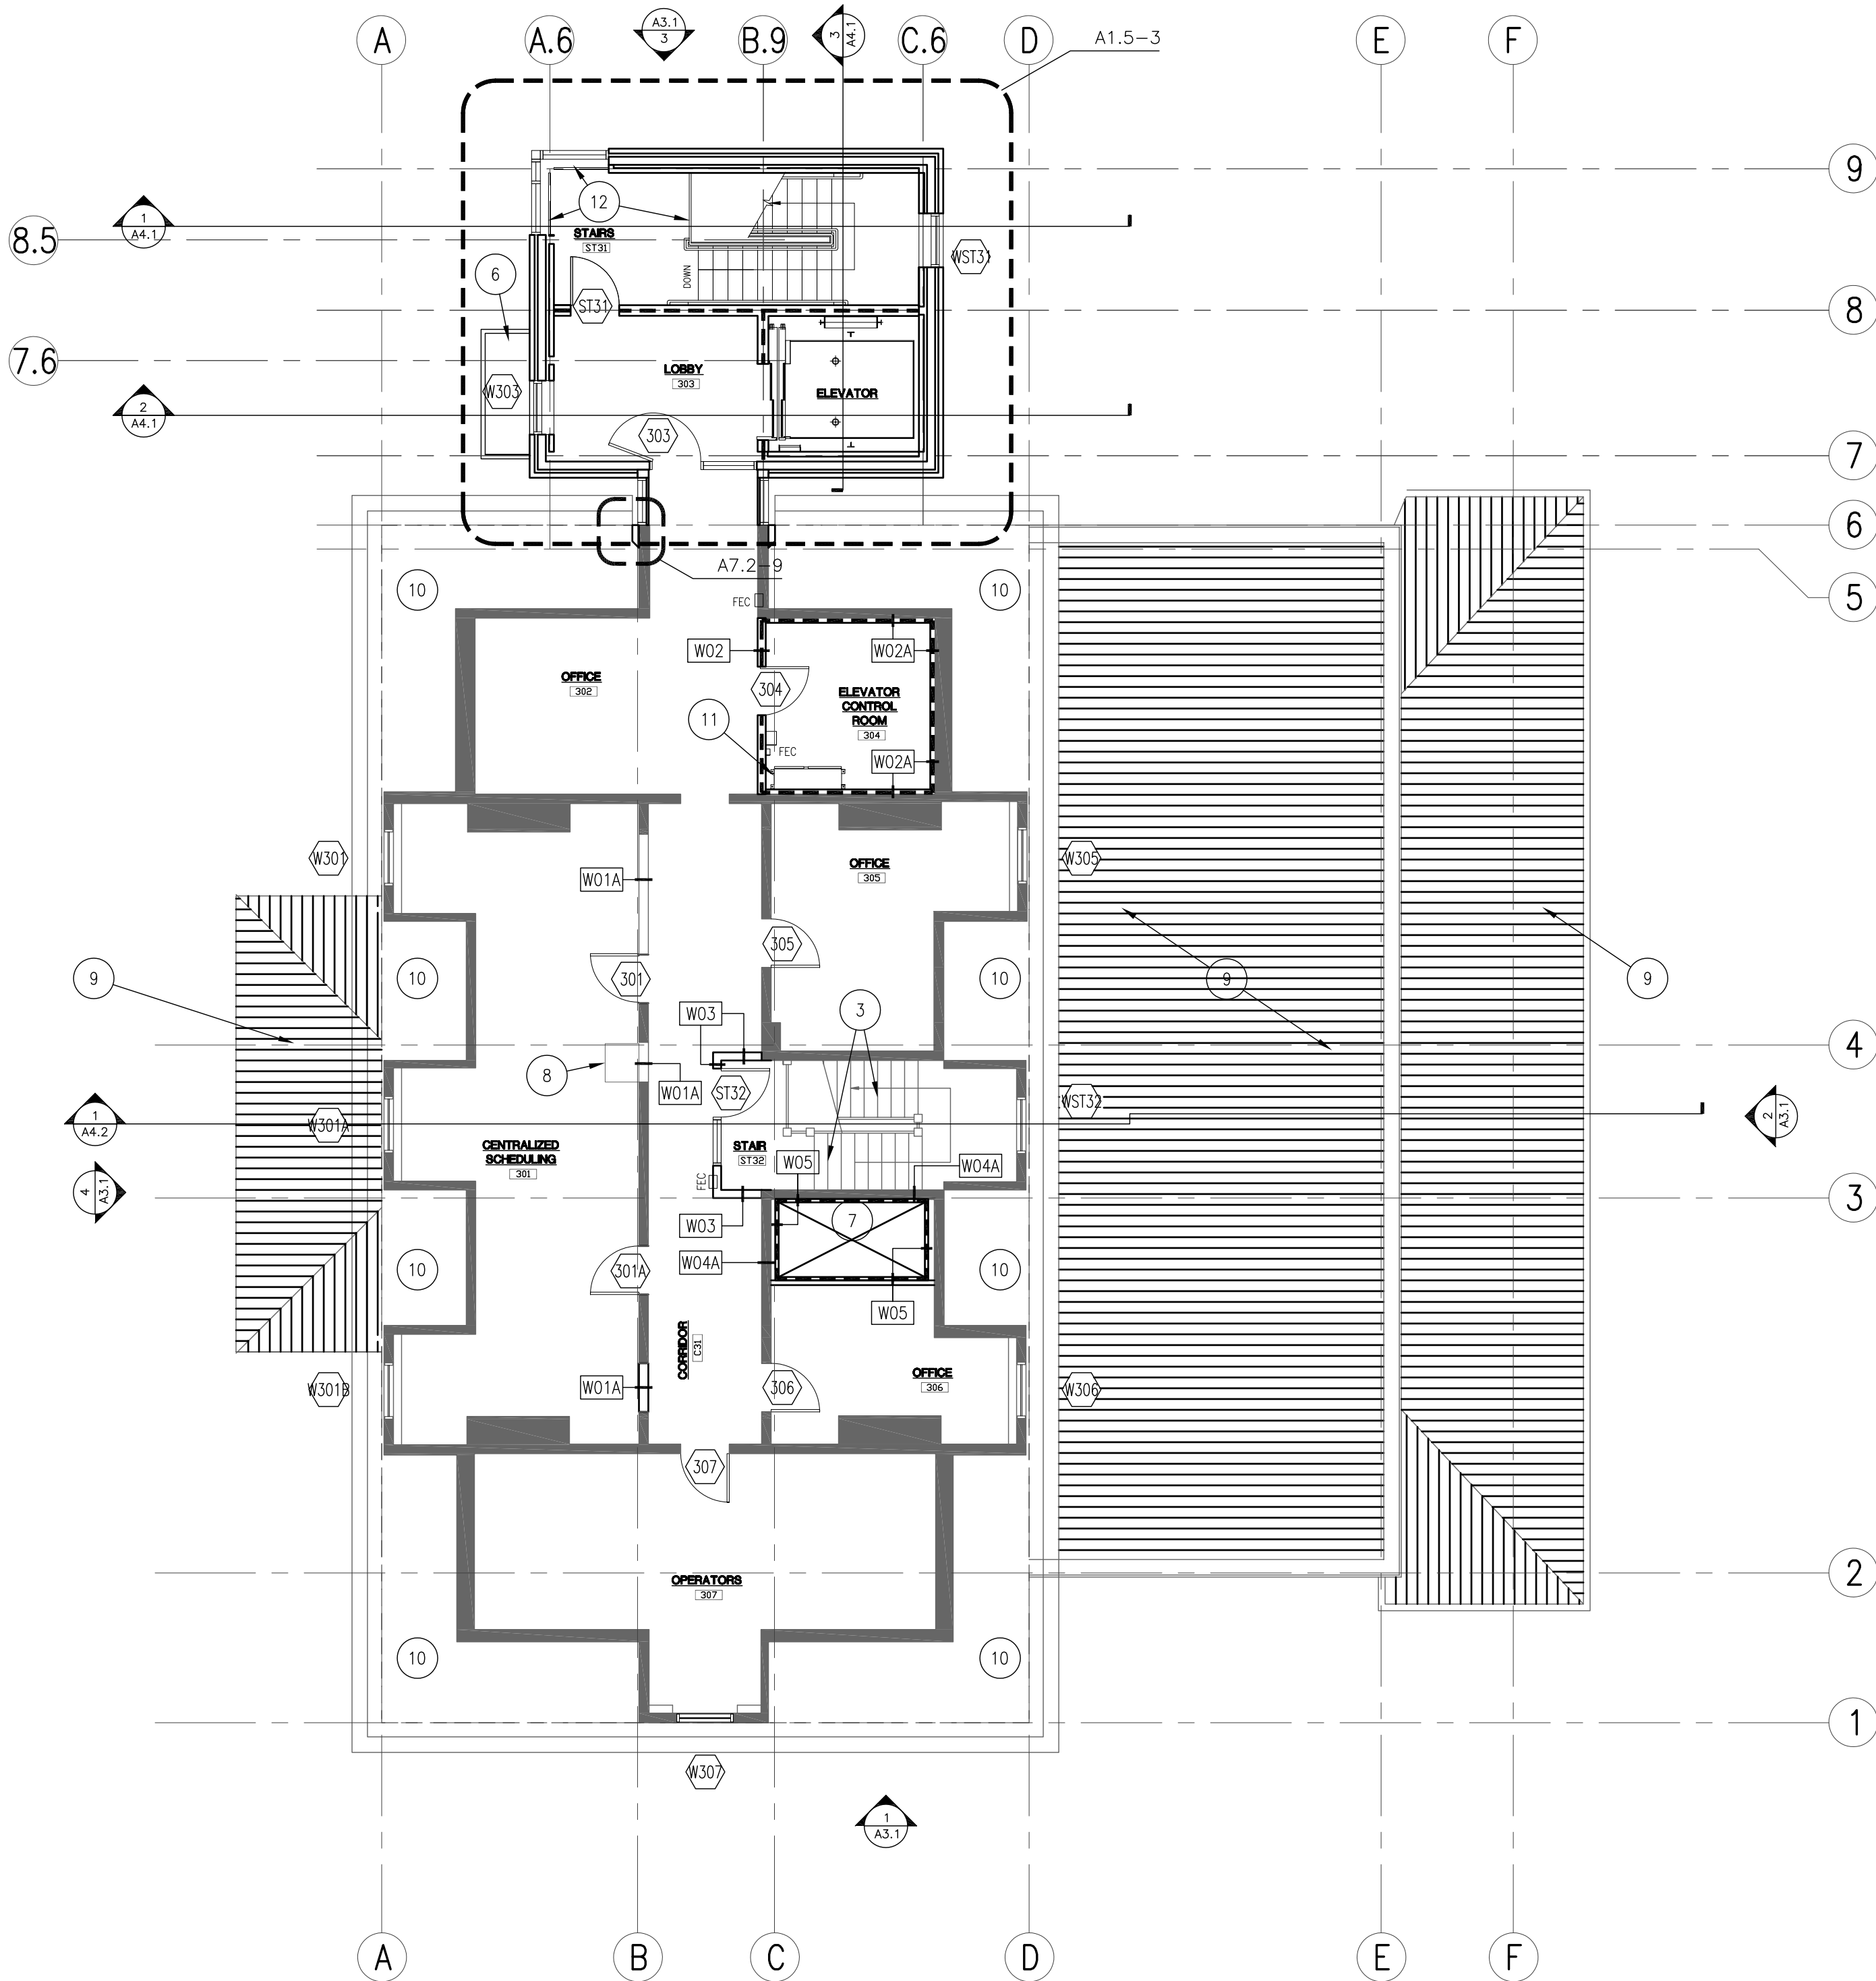 A
A.6
A3.1
3
B.9
3
A4.1
C.6
D
A1.5-3
E
F
9
12
1
A4.1
8.5
STAIRS
ST31
WST31
6
DOWN
ST31
8
7.6
LOBBY
303
W303
ELEVATOR
2
A4.1
303
7
6
A7.2-9
10
10
5
FEC
W02
W02A
OFFICE
302
304
ELEVATOR
CONTROL
ROOM
304
11
FEC
W02A
W301
W01A
OFFICE
305
W305
305
9
10
301
10
9
9
W03
3
4
8
W01A
ST32
WST32
1
A4.2
W301A
2
A3.1
CENTRALIZED
SCHEDULING
301
STAIR
ST32
W05
W04A
4
A3.1
FEC
3
W03
7
10
301A
W04A
10
W05
CORRIDOR
C31
W301B
W01A
306
OFFICE
306
W306
307
OPERATORS
307
2
10
10
1
W307
1
A3.1
A
B
C
D
E
F